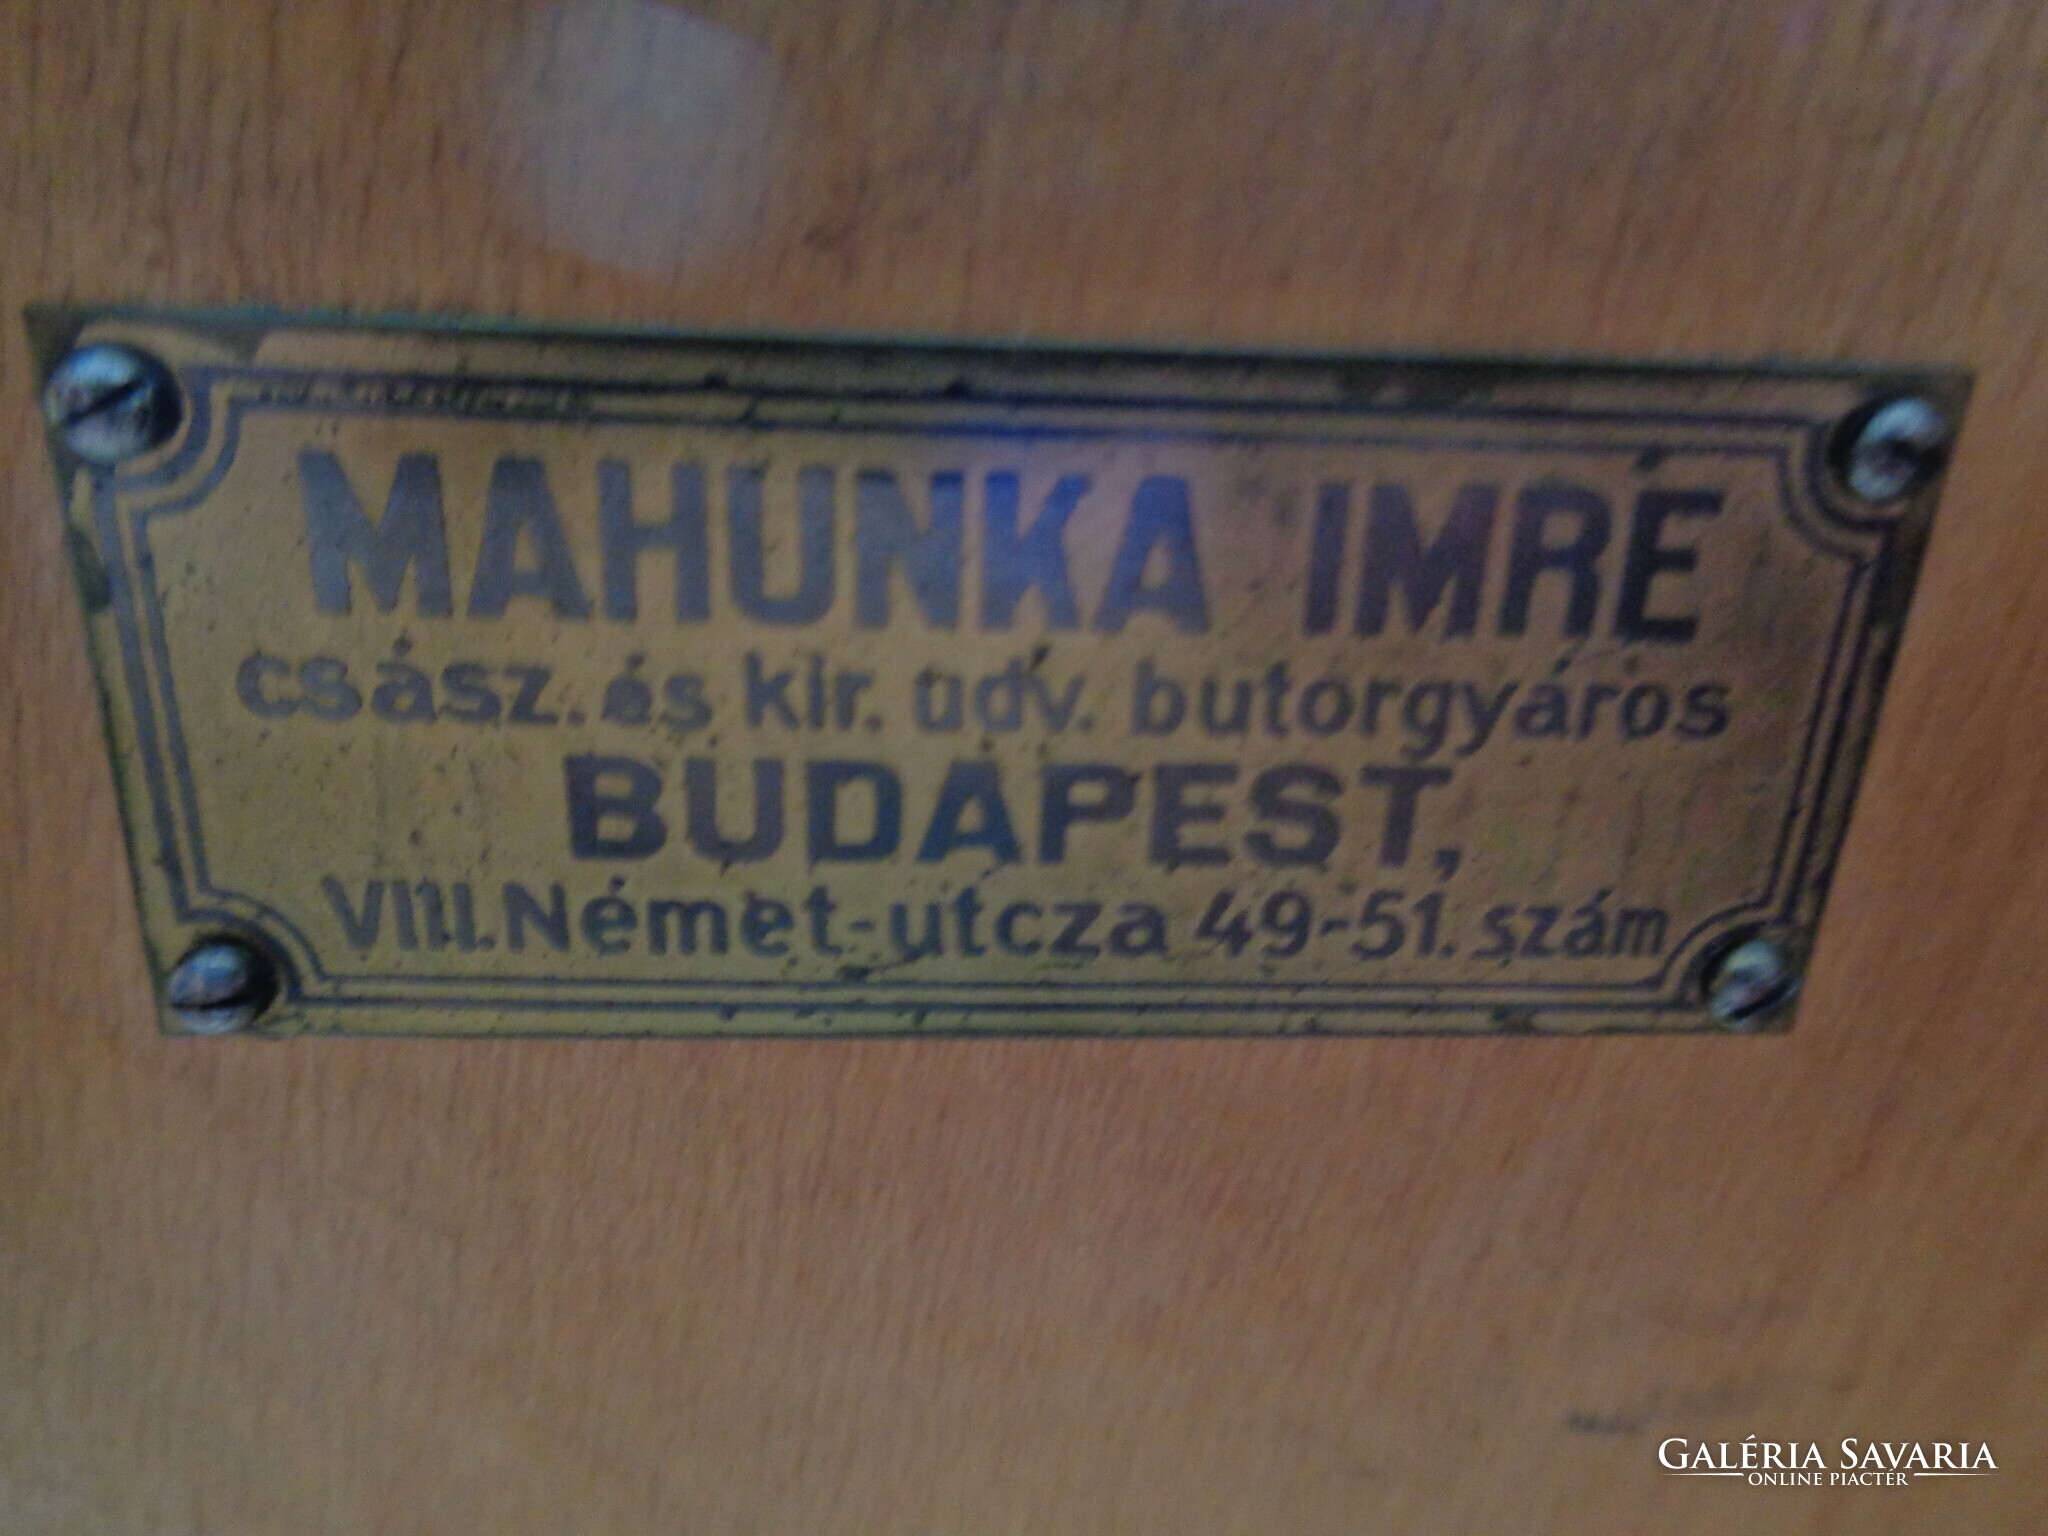 MAHUNKA IMRE
csász. és kir. udv. butorgyáros
BUDAPEST,
VIII. Német-utcza 49-51. szám
GALÉRIA SAVARIA
ONLINE PIACTÉR